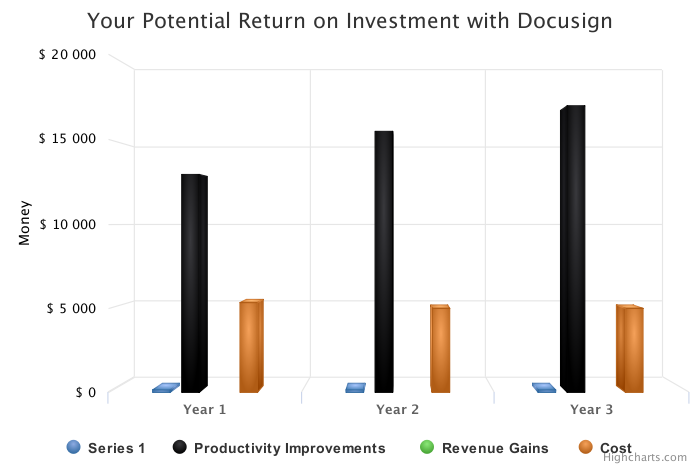 Your Potential Return on Investment with Docusign
$ 20 000
$ 15 000
$ 10 000
$ 5 000
$ 0
Money
Year 1 Year 2 Year 3
Series 1 Productivity Improvements Revenue Gains Cost
Highcharts.com